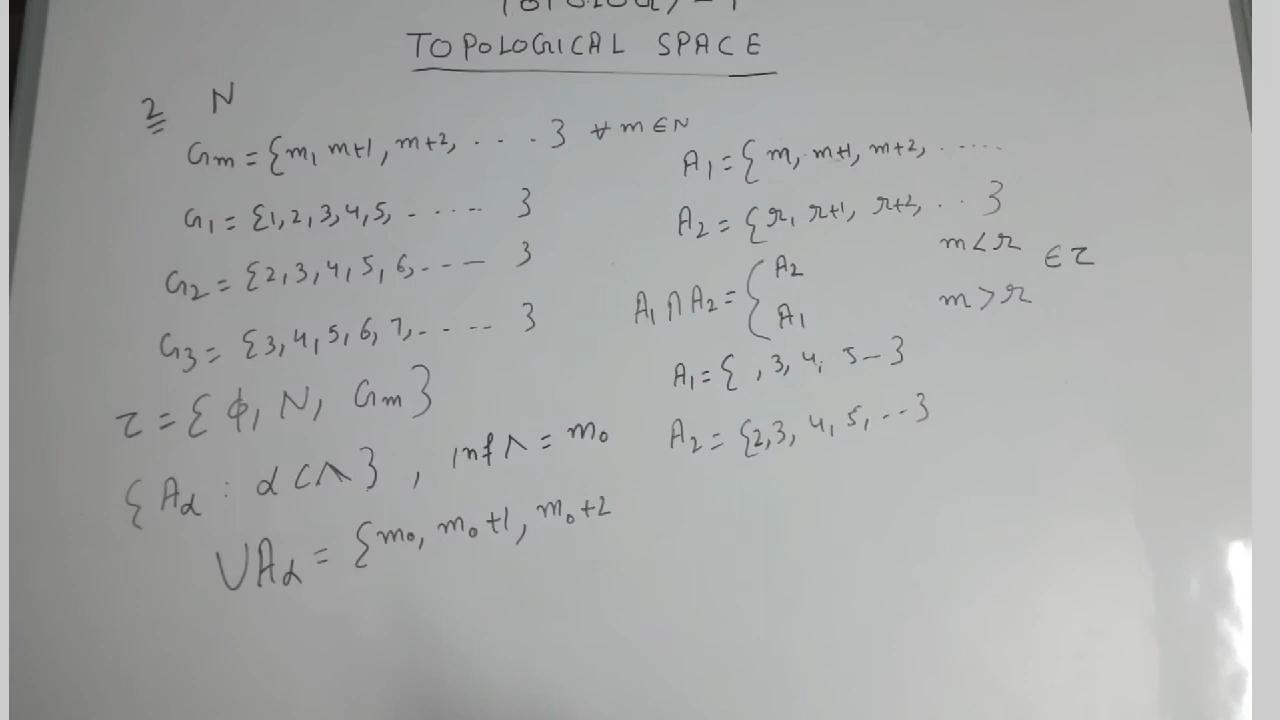 TOPOLOGICAL SPACE
2 N
Gm = {m, m+1, m+2, . . . . } ∀ m ∈ N
G1 = {1, 2, 3, 4, 5, - . . . -- }
G2 = {2, 3, 4, 5, 6, - . . -- }
G3 = {3, 4, 5, 6, 7, - . . . -- }
τ = { ϕ, N, Gm }
{ Aα : α ⊂ Λ } , inf Λ = m₀
∪Aα = { m₀, m₀+1, m₀+2
A1 = { m, m+1, m+2, . . . . . .
A2 = { r, r+1, r+2, . . }
A1 ∩ A2 = { A2 m < r
A1 m > r ∈ τ
A1 = { , 3, 4, 5 – }
A2 = {2, 3, 4, 5, . . - }